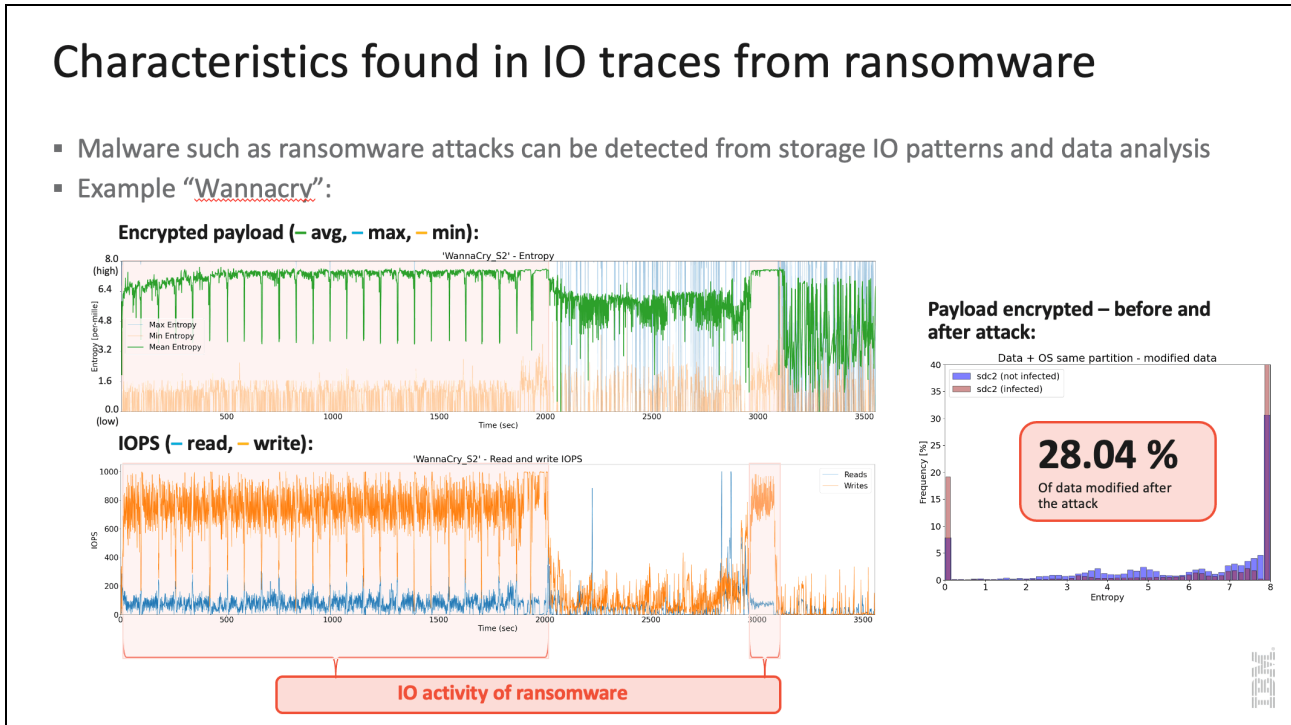 Characteristics found in IO traces from ransomware
▪ Malware such as ransomware attacks can be detected from storage IO patterns and data analysis
▪ Example “Wannacry”:
Encrypted payload (– avg, – max, – min):
'WannaCry_S2' - Entropy
8.0
(high)
6.4
4.8
3.2
1.6
0.0
(low)
Entropy [per-mille]
Max Entropy
Min Entropy
Mean Entropy
500 1000 1500 2000 2500 3000 3500
Time (sec)
IOPS (– read, – write):
'WannaCry_S2' - Read and write IOPS
1000
800
600
400
200
0
IOPS
Reads
Writes
0 500 1000 1500 2000 2500 3000 3500
Time (sec)
IO activity of ransomware
Payload encrypted – before and
after attack:
Data + OS same partition - modified data
40
35
30
25
20
15
10
5
0
Frequency [%]
sdc2 (not infected)
sdc2 (infected)
28.04 %
Of data modified after
the attack
0 1 2 3 4 5 6 7 8
Entropy
IBM